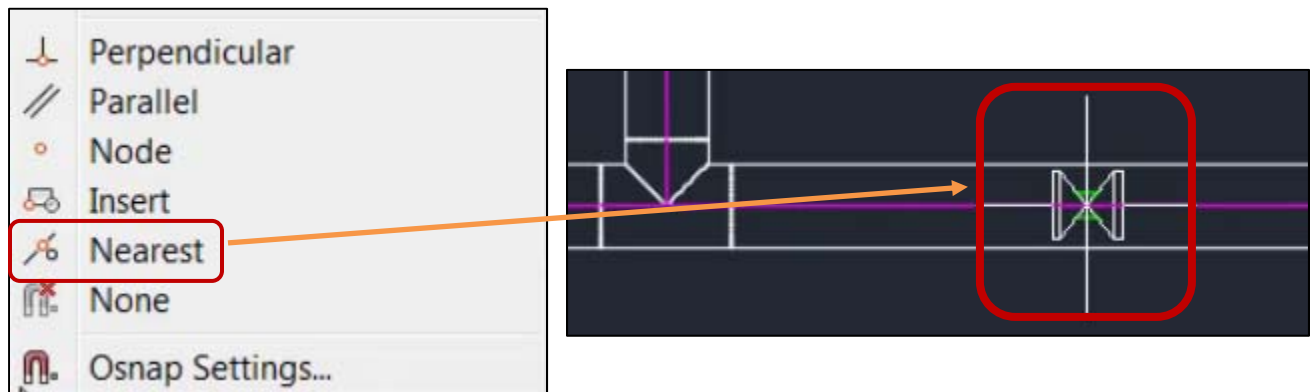 Perpendicular
Parallel
Node
Insert
Nearest
None
Osnap Settings...